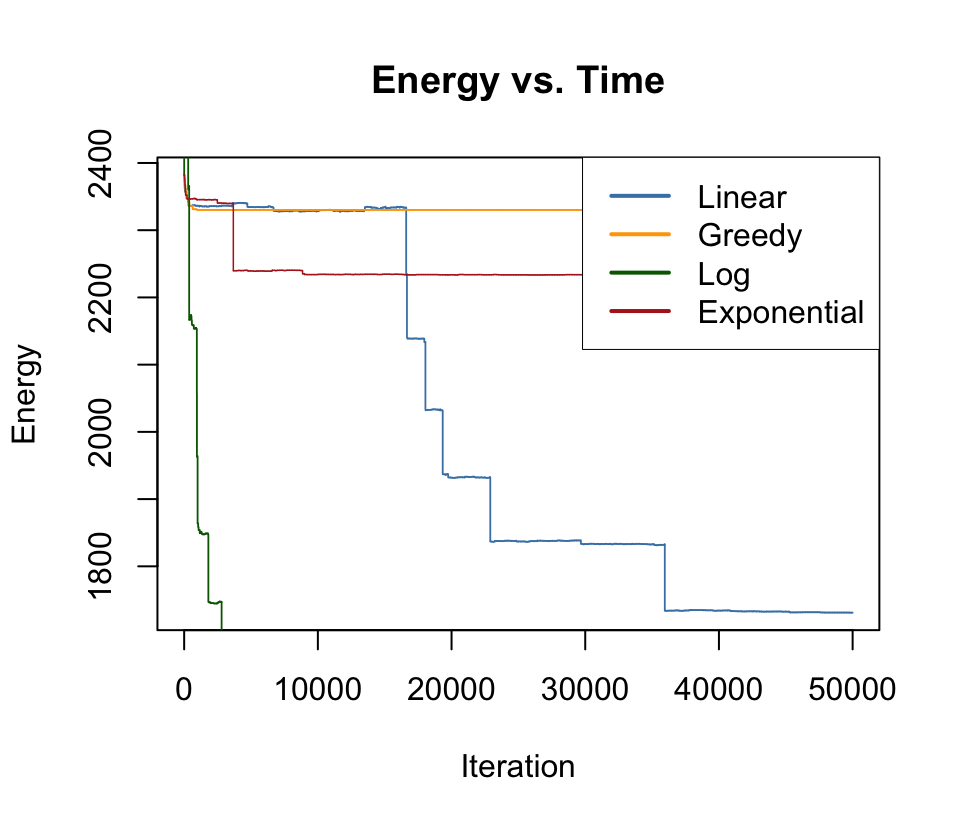 Energy vs. Time
Energy
2400
2200
2000
1800
Linear
Greedy
Log
Exponential
0 10000 20000 30000 40000 50000
Iteration